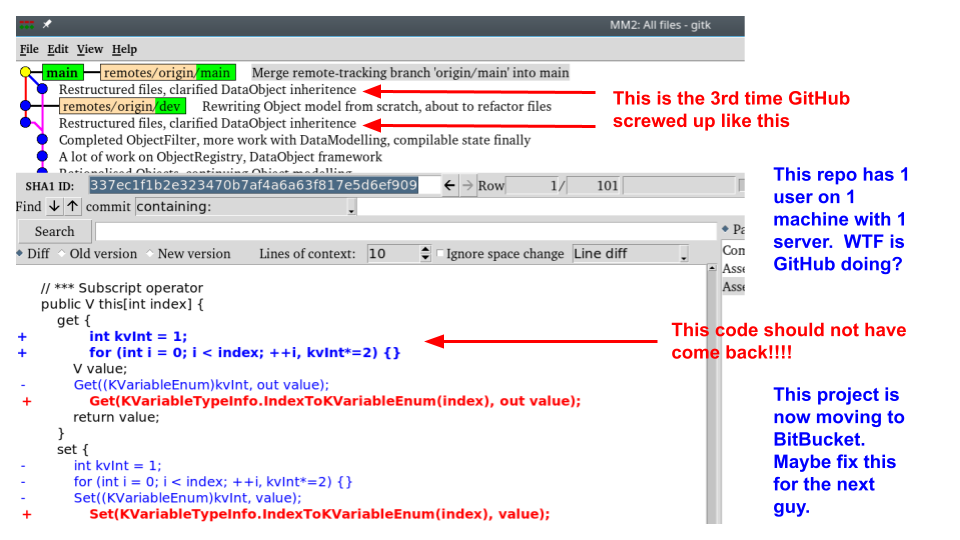 MM2: All files - gitk
File Edit View Help
main remotes/origin/main Merge remote-tracking branch 'origin/main' into main
Restructured files, clarified DataObject inheritence
remotes/origin/dev Rewriting Object model from scratch, about to refactor files
Restructured files, clarified DataObject inheritence
Completed ObjectFilter, more work with DataModelling, compilable state finally
A lot of work on ObjectRegistry, DataObject framework
Rationalised Objects, continuing Object modelling
This is the 3rd time GitHub
screwed up like this
SHA1 ID: 337ec1f1b2e323470b7af4a6a63f817e5d6ef909 ← → Row 1/ 101
Find ↓ ↑ commit containing:
Search
Diff Old version New version Lines of context: 10 Ignore space change Line diff
Pa
Com
Asse
Asse
This repo has 1
user on 1
machine with 1
server. WTF is
GitHub doing?
// *** Subscript operator
public V this[int index] {
get {
+ int kvInt = 1;
+ for (int i = 0; i < index; ++i, kvInt*=2) {}
V value;
- Get((KVariableEnum)kvInt, out value);
+ Get(KVariableTypeInfo.IndexToKVariableEnum(index), out value);
return value;
}
set {
- int kvInt = 1;
- for (int i = 0; i < index; ++i, kvInt*=2) {}
- Set((KVariableEnum)kvInt, value);
+ Set(KVariableTypeInfo.IndexToKVariableEnum(index), value);
This code should not have
come back!!!!
This project is
now moving to
BitBucket.
Maybe fix this
for the next
guy.